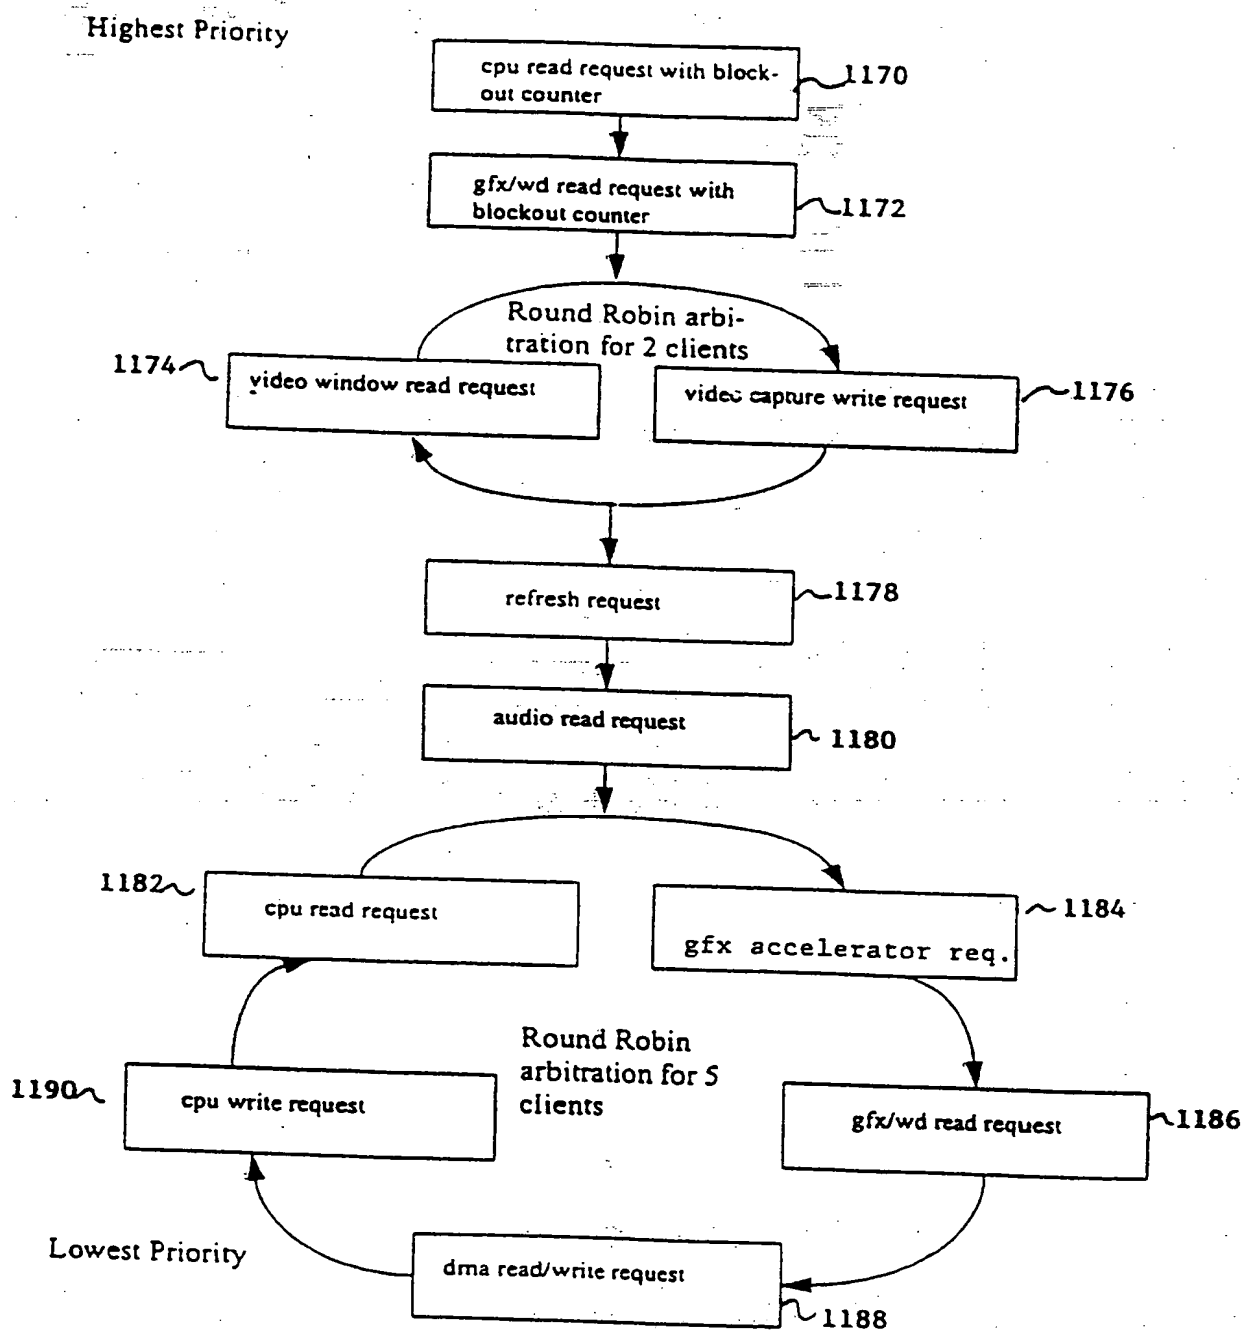 Highest Priority
cpu read request with block-
out counter
1170
gfx/wd read request with
blockout counter
1172
Round Robin arbi-
tration for 2 clients
1174
video window read request
video capture write request
1176
refresh request
1178
audio read request
1180
1182
cpu read request
gfx accelerator req.
1184
Round Robin
arbitration for 5
clients
1190
cpu write request
gfx/wd read request
1186
Lowest Priority
dma read/write request
1188